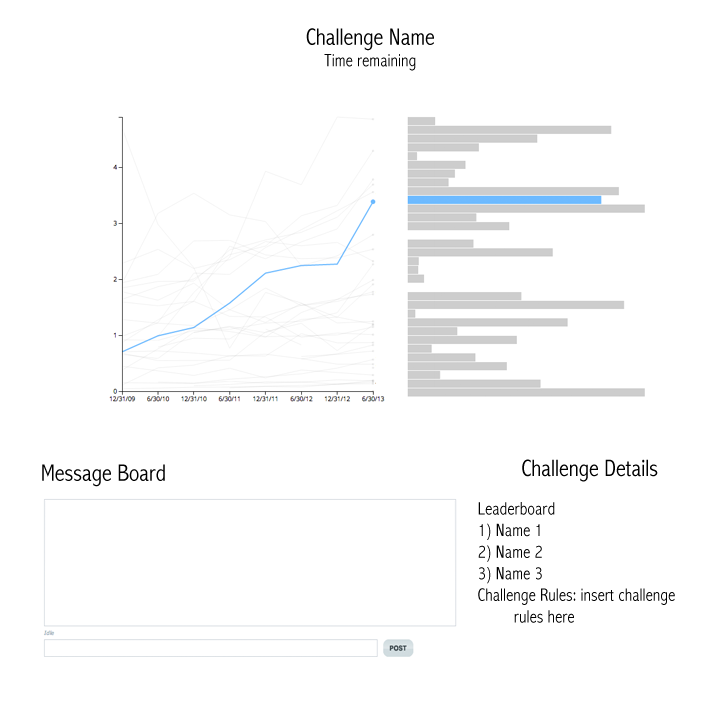 Challenge Name
Time remaining
4
3
2
1
0
12/31/09 6/30/10 12/31/10 6/30/11 12/31/11 6/30/12 12/31/12 6/30/13
Message Board
POST
Challenge Details
Leaderboard
1) Name 1
2) Name 2
3) Name 3
Challenge Rules: insert challenge
rules here